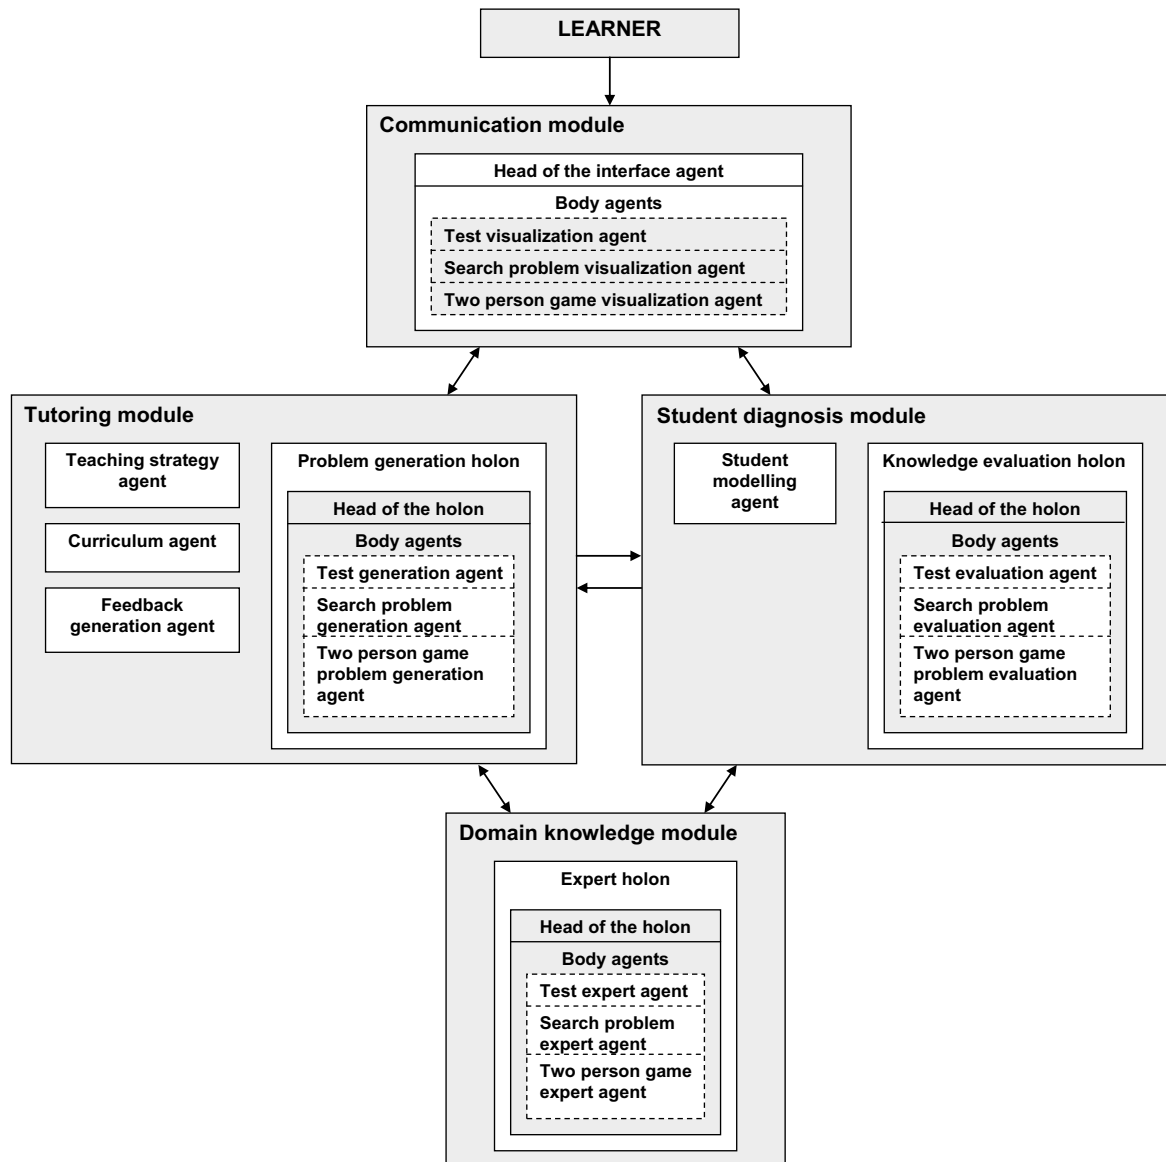 LEARNER
Communication module
Head of the interface agent
Body agents
Test visualization agent
Search problem visualization agent
Two person game visualization agent
Tutoring module
Teaching strategy
agent
Curriculum agent
Feedback
generation agent
Problem generation holon
Head of the holon
Body agents
Test generation agent
Search problem
generation agent
Two person game
problem generation
agent
Student diagnosis module
Student
modelling
agent
Knowledge evaluation holon
Head of the holon
Body agents
Test evaluation agent
Search problem
evaluation agent
Two person game
problem evaluation
agent
Domain knowledge module
Expert holon
Head of the holon
Body agents
Test expert agent
Search problem
expert agent
Two person game
expert agent